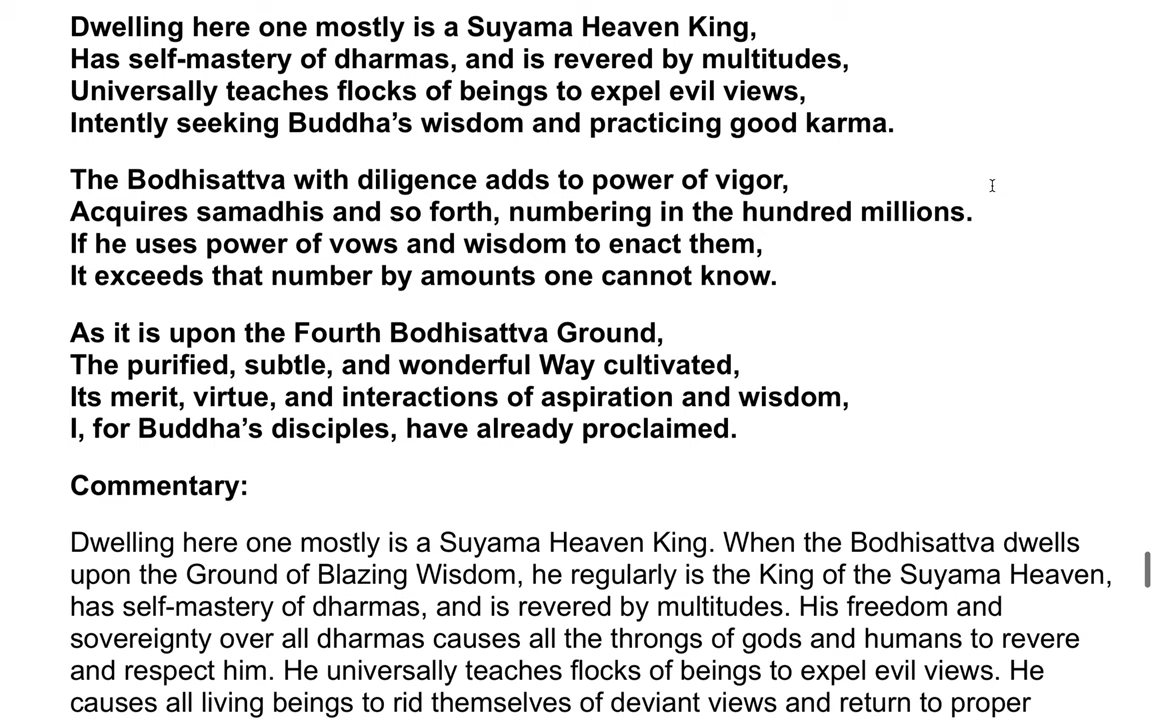 Dwelling here one mostly is a Suyama Heaven King,
Has self-mastery of dharmas, and is revered by multitudes,
Universally teaches flocks of beings to expel evil views,
Intently seeking Buddha’s wisdom and practicing good karma.
The Bodhisattva with diligence adds to power of vigor,
Acquires samadhis and so forth, numbering in the hundred millions.
If he uses power of vows and wisdom to enact them,
It exceeds that number by amounts one cannot know.
As it is upon the Fourth Bodhisattva Ground,
The purified, subtle, and wonderful Way cultivated,
Its merit, virtue, and interactions of aspiration and wisdom,
I, for Buddha’s disciples, have already proclaimed.
Commentary:
Dwelling here one mostly is a Suyama Heaven King. When the Bodhisattva dwells
upon the Ground of Blazing Wisdom, he regularly is the King of the Suyama Heaven,
has self-mastery of dharmas, and is revered by multitudes. His freedom and
sovereignty over all dharmas causes all the throngs of gods and humans to revere
and respect him. He universally teaches flocks of beings to expel evil views. He
causes all living beings to rid themselves of deviant views and return to proper